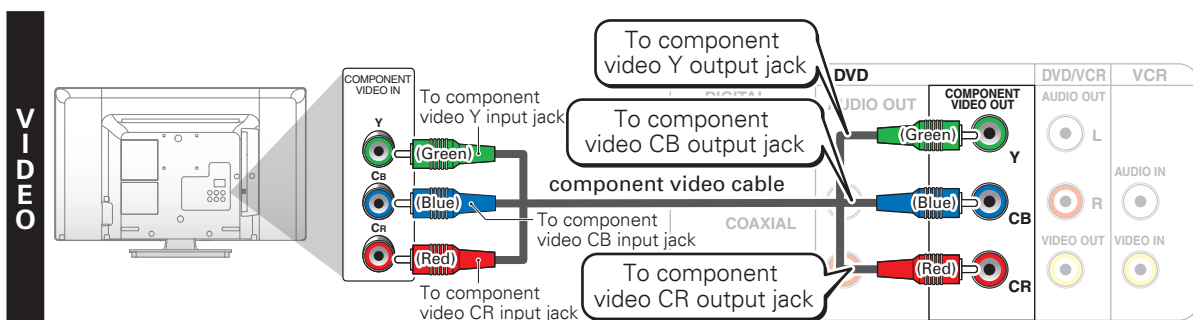 VIDEO
COMPONENT
VIDEO IN
Y
CB
CR
(Green)
(Blue)
(Red)
To component
video Y input jack
To component
video CB input jack
To component
video CR input jack
component video cable
To component
video Y output jack
To component
video CB output jack
To component
video CR output jack
DIGITAL
COAXIAL
DVD
AUDIO OUT
COMPONENT
VIDEO OUT
(Green)
Y
(Blue)
CB
(Red)
CR
DVD/VCR
AUDIO OUT
L
R
VIDEO OUT
VCR
AUDIO IN
VIDEO IN